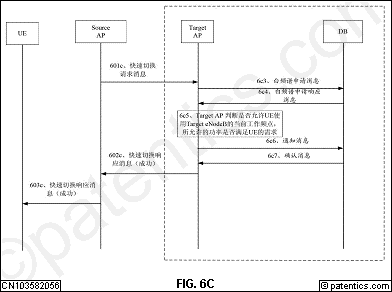 UE
Source
AP
Target
AP
DB
601c、快速切换
请求消息
6c3、白频谱申请消息
6c4、白频谱申请响应
消息
6c5、Target AP 判断是否允许UE使
用Target eNodeB的当前工作频点,
所允许的功率是否满足UE的需求
6c6、通知消息
6c7、确认消息
602c、快速切换响
应消息(成功)
603c、快速切换响应消
息(成功)
©patentics.com
CN103582056
FIG. 6C
© patentics.com